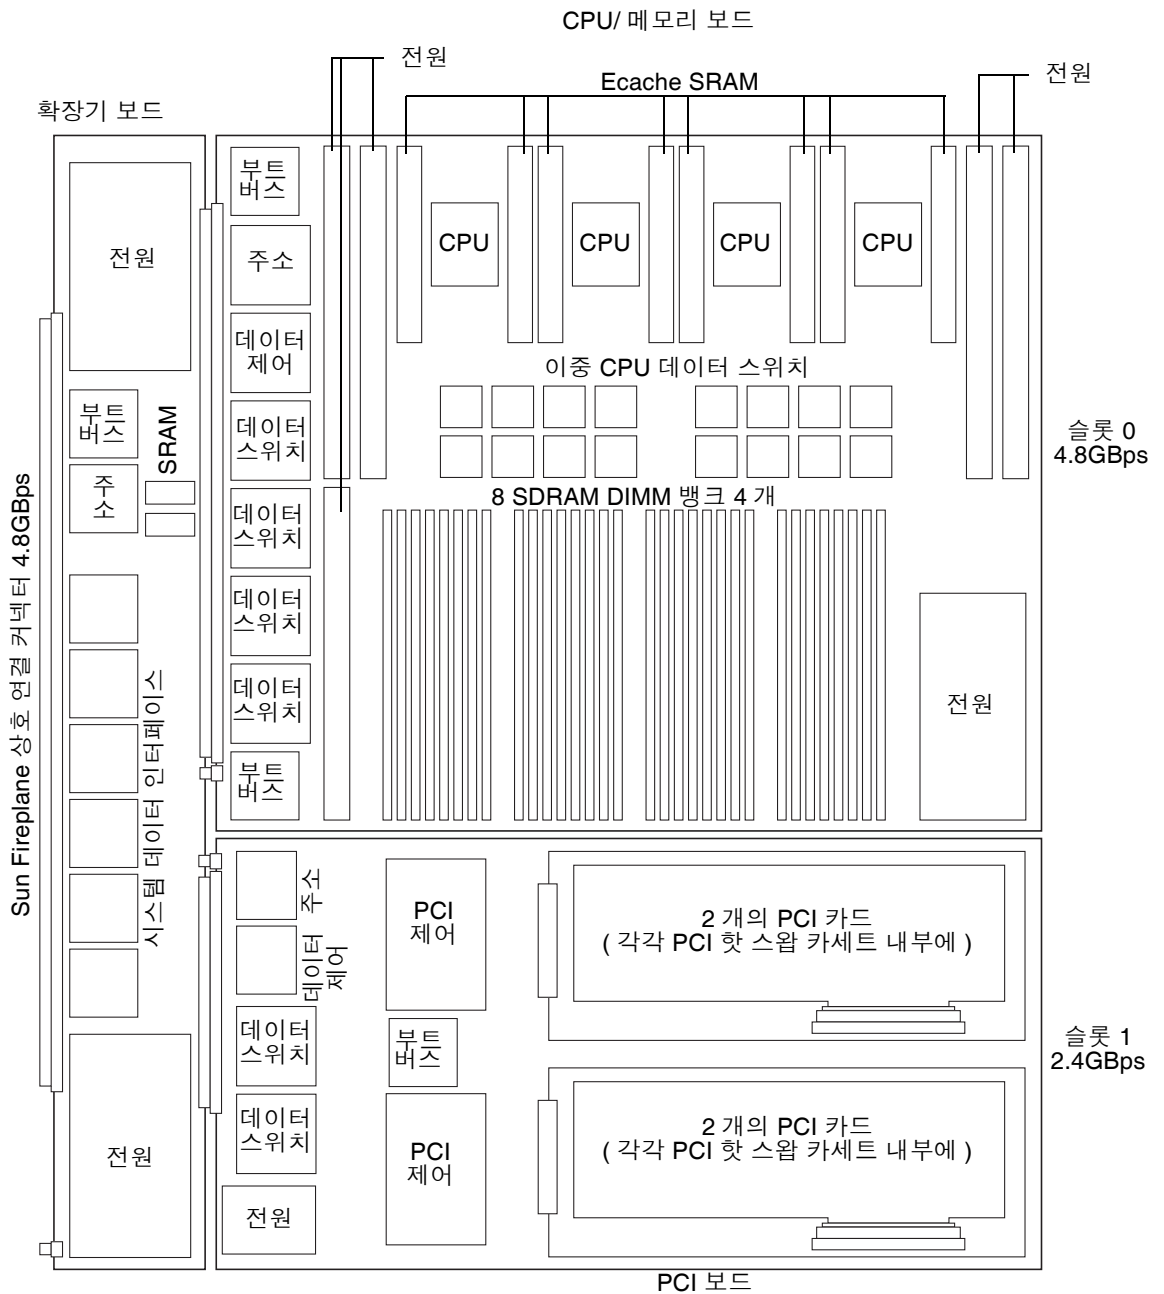 CPU/ 메모리 보드
전원
Ecache SRAM
전원
확장기 보드
전원
부트
버스
SRAM
주
소
Sun Fireplane 상호 연결 커넥터 4.8GBps
시스템 데이터 인터페이스
전원
부트
버스
주소
데이터
제어
데이터
스위치
데이터
스위치
데이터
스위치
데이터
스위치
부트
버스
CPU
CPU
CPU
CPU
이중 CPU 데이터 스위치
8 SDRAM DIMM 뱅크 4 개
전원
슬롯 0
4.8GBps
주소
데이터
제어
데이터
스위치
데이터
스위치
전원
PCI
제어
부트
버스
PCI
제어
2 개의 PCI 카드
( 각각 PCI 핫 스왑 카세트 내부에 )
2 개의 PCI 카드
( 각각 PCI 핫 스왑 카세트 내부에 )
슬롯 1
2.4GBps
PCI 보드